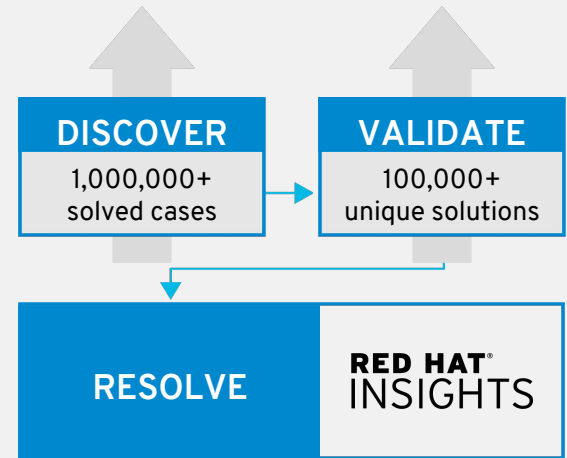 DISCOVER
1,000,000+
solved cases
VALIDATE
100,000+
unique solutions
RESOLVE
RED HAT®
INSIGHTS